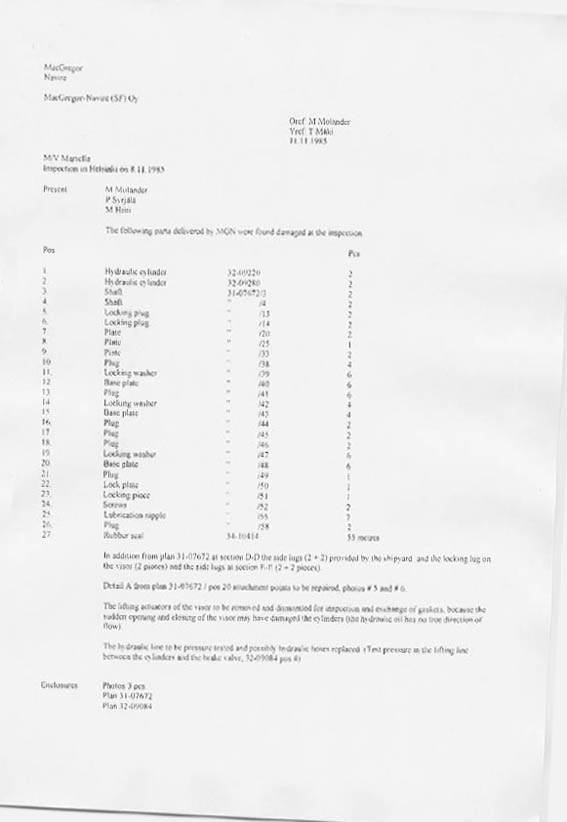 MacGregor
Navire
MacGregor-Navire (SF) Oy
Oref. M Molander
Yref. T Mäki
11.11.1985
M/V Mariella
Inspection in Helsinki on 8.11.1985
Present M Molander
P Syrjälä
M Heni
The following parts delivered by MGN were found damaged at the inspection
Pos Pcs
1 Hydraulic cylinder 32-09220 2
2 Hydraulic cylinder 32-09280 2
3. Shaft 31-07672/3 2
4 Shaft " /4 2
5. Locking plug " /13 2
6. Locking plug " /14 2
7 Plate " /20 2
8. Plate " /25 1
9. Plate " /33 2
10 Plug " /38 4
11. Locking washer " /39 6
12 Base plate " /40 6
13 Plug " /41 6
14 Locking washer " /42 4
15. Base plate " /43 4
16. Plug " /44 2
17 Plug " /45 2
18. Plug " /46 2
19. Locking washer " /47 6
20. Base plate " /48 6
21. Plug " /49 1
22. Lock plate " /50 1
23. Locking piece " /51 1
24. Screws " /52 2
25. Lubrication nipple " /55
26. Plug " /58 2
27 Rubber seal 34-10414 55 metres
In addition from plan 31-07672 at section D-D the side lugs (2 + 2) provided by the shipyard and the locking lug on
the visor (2 pieces) and the side lugs at section (2 + 2 pieces).
Detail A from plan 31-07672 / pos 20 attachment points to be repaired, photos # 5 and # 6.
The lifting actuators of the visor to be removed and dismantled for inspection and exchange of gaskets, because the
sudden opening and closing of the visor may have damaged the cylinders (the hydraulic oil has no free direction of
flow)
The hydraulic line to be pressure tested and possibly hydraulic hoses replaced (Test pressure in the lifting line
between the cylinders and the brake valve, 32-09084 pos 4)
Enclosures Photos 3 pcs
Plan 31-07672
Plan 32-09084